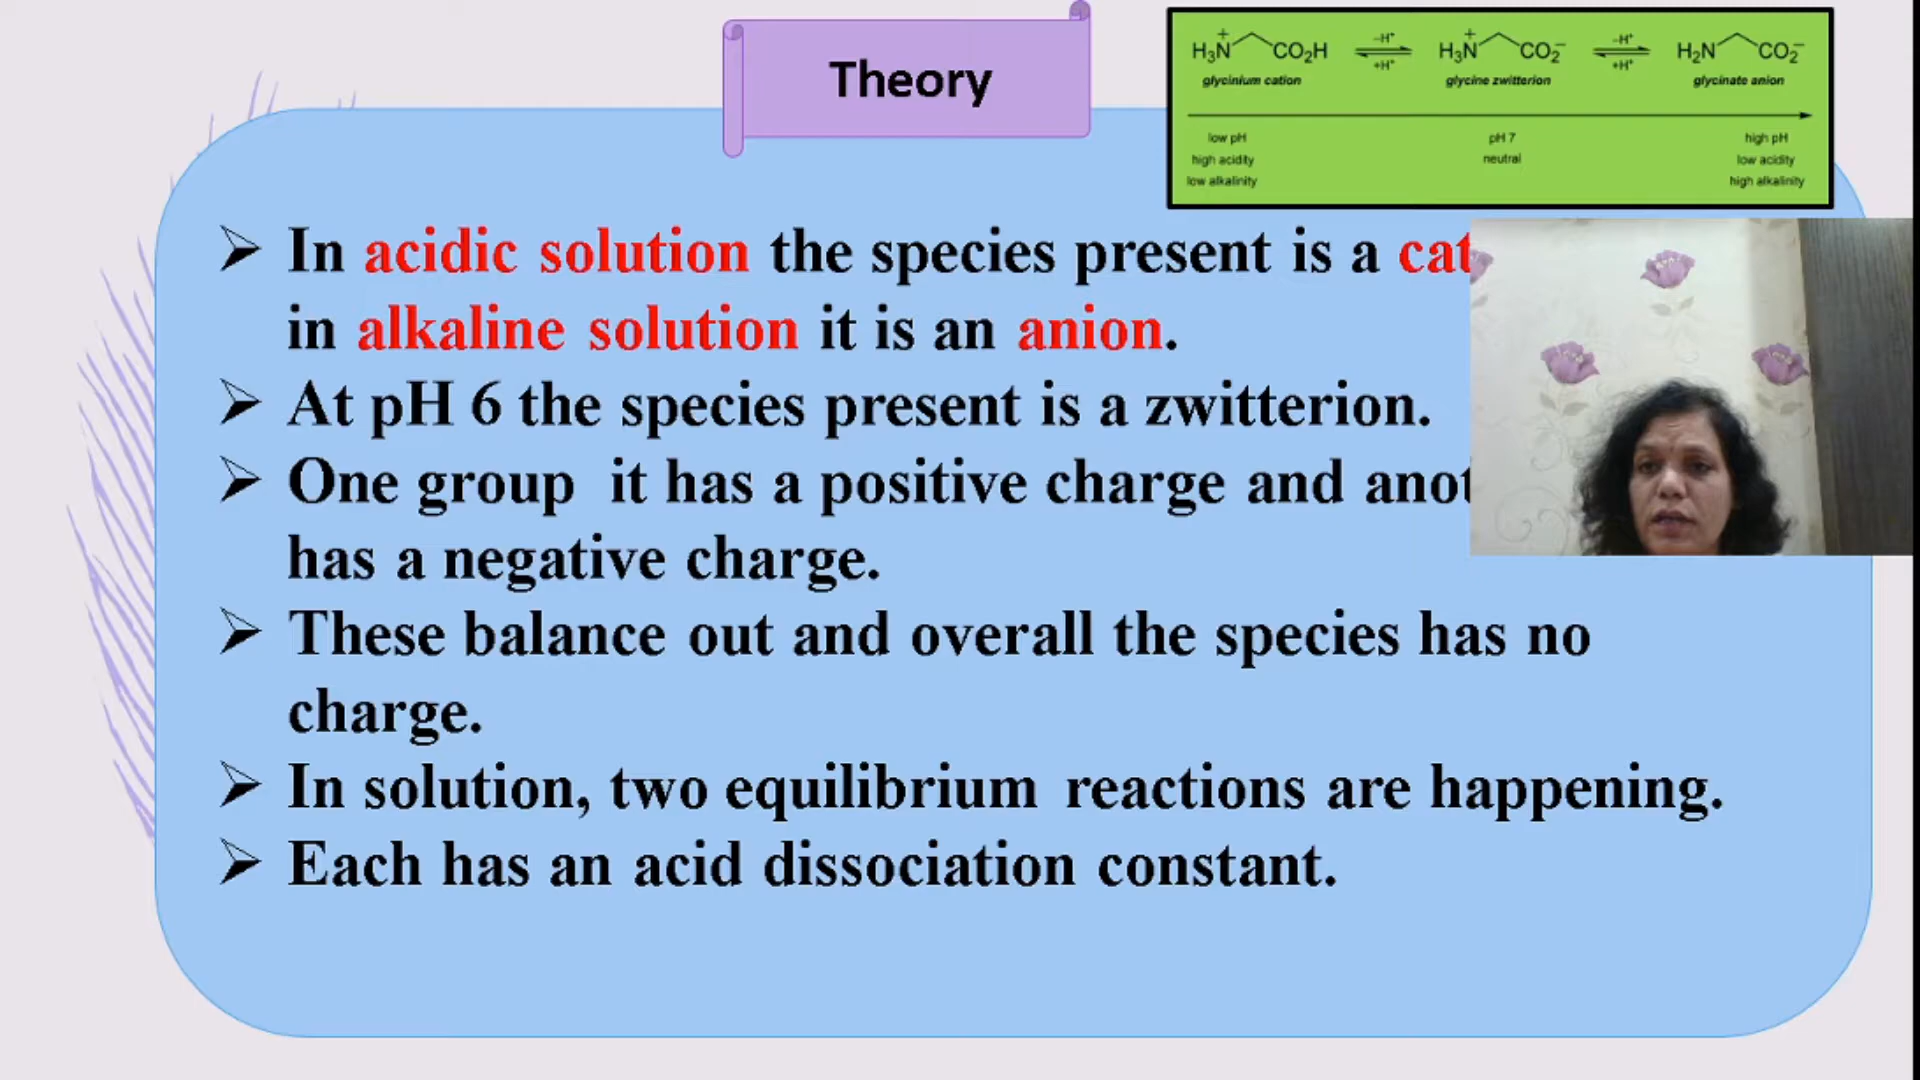 Theory
H₃N⁺ CO₂H −H⁺ +H⁺ H₃N⁺ CO₂⁻ −H⁺ +H⁺ H₂N CO₂⁻
glycinium cation glycine zwitterion glycinate anion
low pH pH 7 high pH
high acidity neutral low acidity
low alkalinity high alkalinity
➢ In acidic solution the species present is a
in alkaline solution it is an anion.
➢ At pH 6 the species present is a zwitterion.
➢ One group it has a positive charge and
has a negative charge.
➢ These balance out and overall the species has no
charge.
➢ In solution, two equilibrium reactions are happening.
➢ Each has an acid dissociation constant.